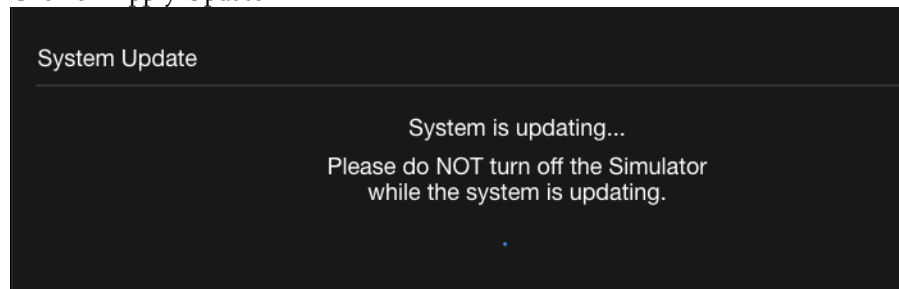 System Update
System is updating...
Please do NOT turn off the Simulator
while the system is updating.